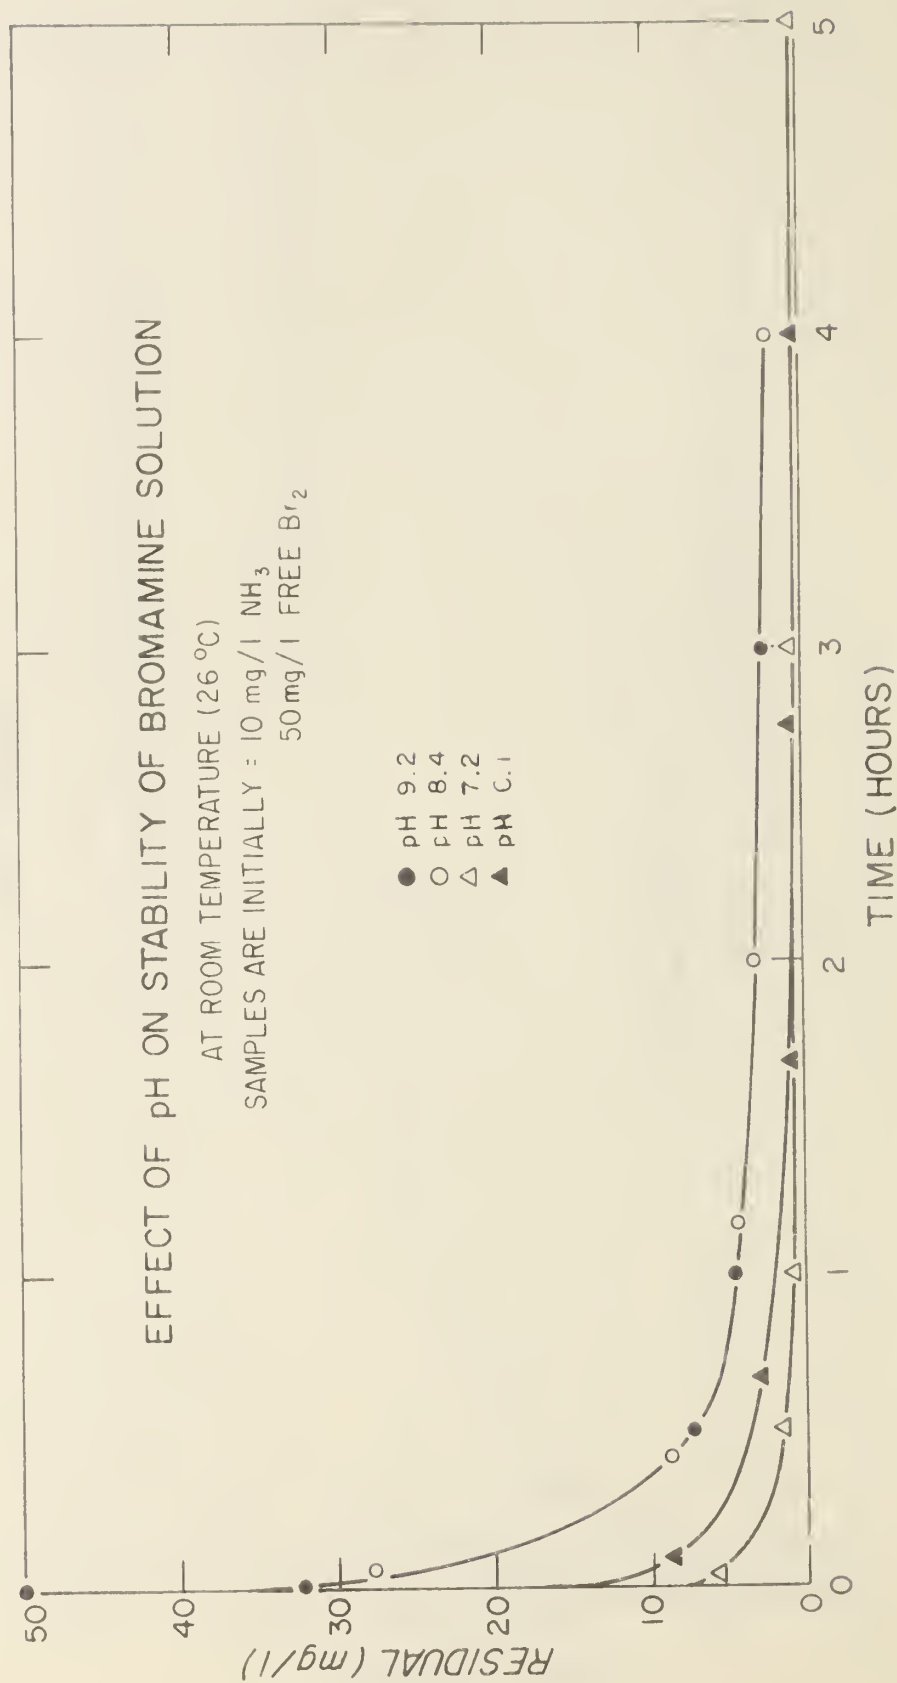 EFFECT OF pH ON STABILITY OF BROMAMINE SOLUTION
AT ROOM TEMPERATURE (26 °C)
SAMPLES ARE INITIALLY = 10 mg/l NH₃
50 mg/l FREE Br₂
● pH 9.2
○ pH 8.4
△ pH 7.2
▲ pH
RESIDUAL (mg/l)
50
40
30
20
10
0
0
1
2
3
4
5
TIME (HOURS)